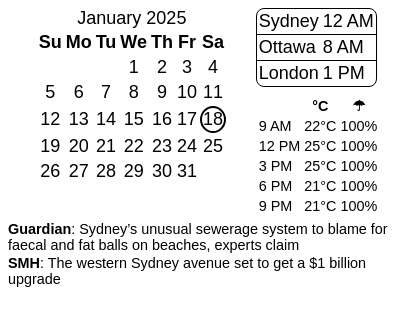 January 2025
Su Mo Tu We Th Fr Sa
1 2 3 4
5 6 7 8 9 10 11
12 13 14 15 16 17 18
19 20 21 22 23 24 25
26 27 28 29 30 31
Sydney 12 AM
Ottawa 8 AM
London 1 PM
°C ☂
9 AM 22°C 100%
12 PM 25°C 100%
3 PM 25°C 100%
6 PM 21°C 100%
9 PM 21°C 100%
Guardian: Sydney’s unusual sewerage system to blame for
faecal and fat balls on beaches, experts claim
SMH: The western Sydney avenue set to get a $1 billion
upgrade